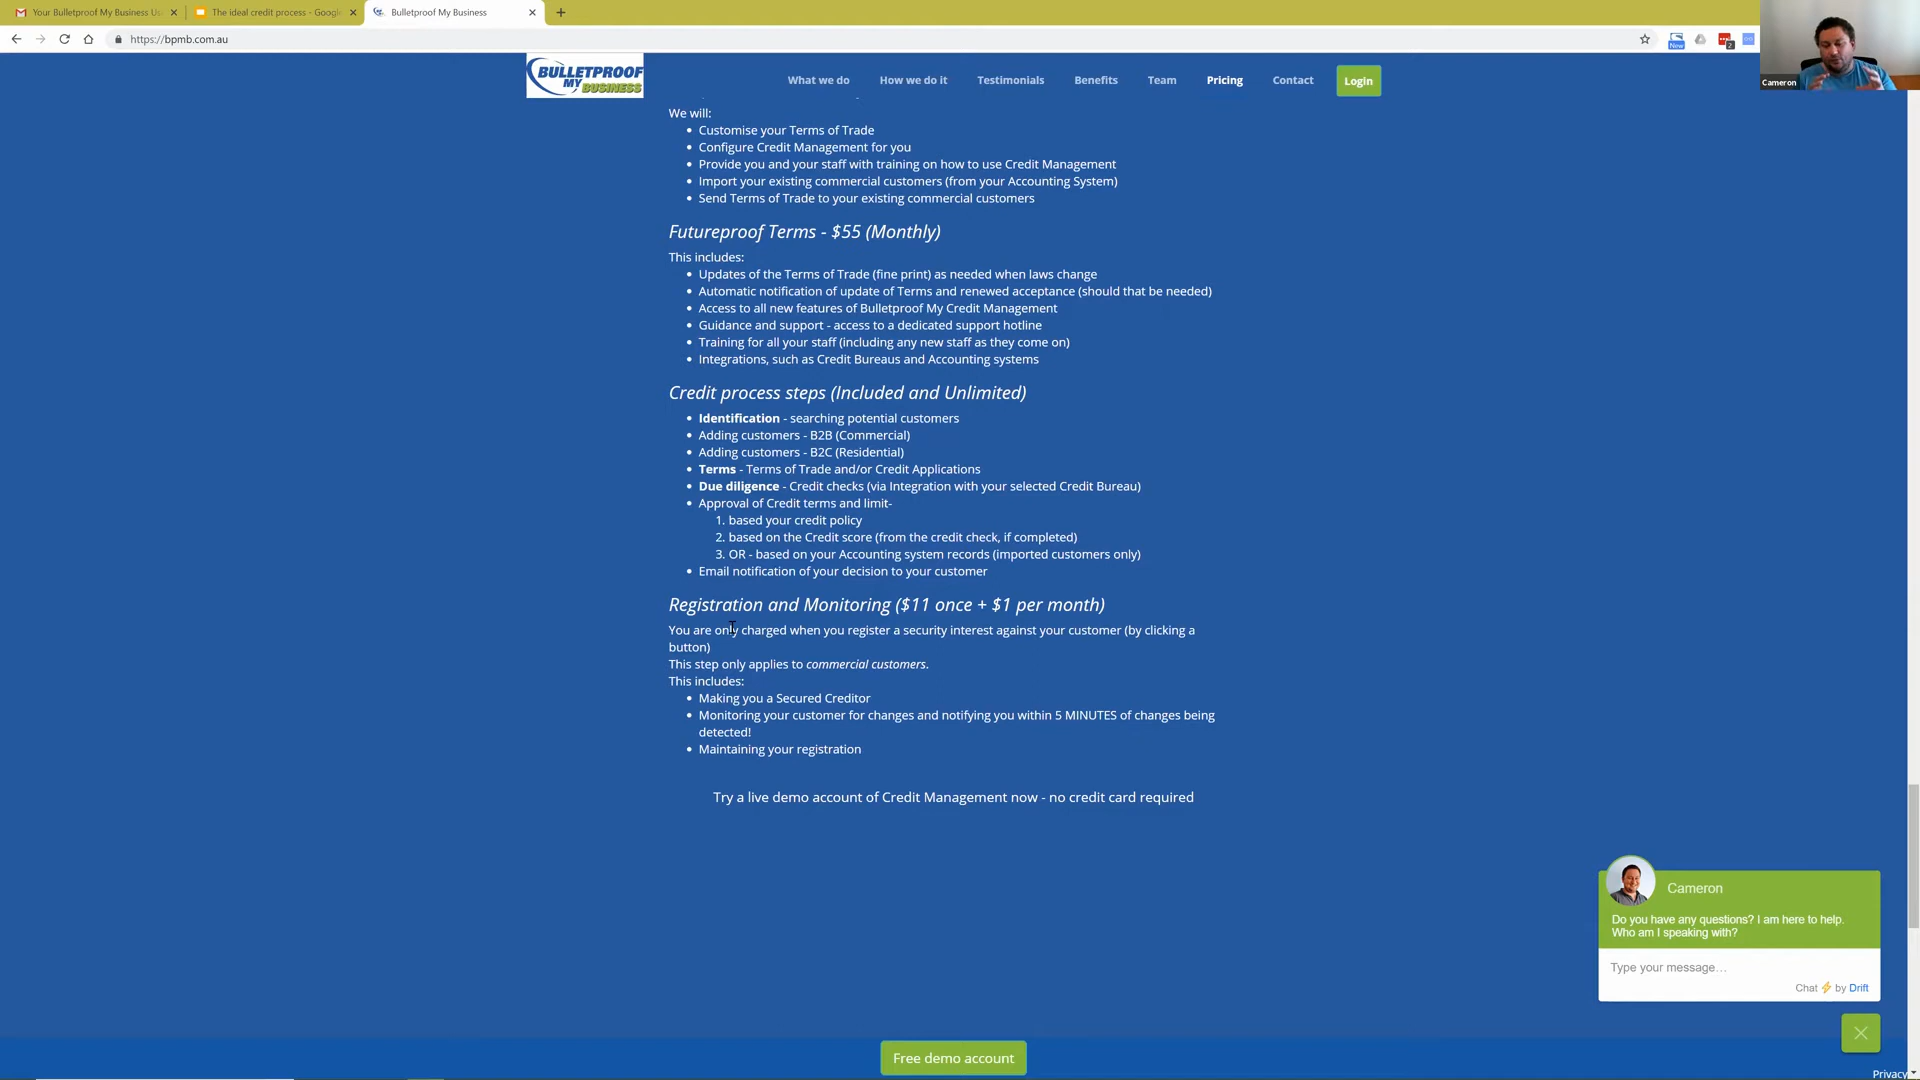 Your Bulletproof My Business Us
The ideal credit process - Google
Bulletproof My Business
https://bpmb.com.au
New
2
Cameron
BULLETPROOF
MY
BUSINESS
What we do
How we do it
Testimonials
Benefits
Team
Pricing
Contact
Login
We will:
Customise your Terms of Trade
Configure Credit Management for you
Provide you and your staff with training on how to use Credit Management
Import your existing commercial customers (from your Accounting System)
Send Terms of Trade to your existing commercial customers
Futureproof Terms - $55 (Monthly)
This includes:
Updates of the Terms of Trade (fine print) as needed when laws change
Automatic notification of update of Terms and renewed acceptance (should that be needed)
Access to all new features of Bulletproof My Credit Management
Guidance and support - access to a dedicated support hotline
Training for all your staff (including any new staff as they come on)
Integrations, such as Credit Bureaus and Accounting systems
Credit process steps (Included and Unlimited)
Identification - searching potential customers
Adding customers - B2B (Commercial)
Adding customers - B2C (Residential)
Terms - Terms of Trade and/or Credit Applications
Due diligence - Credit checks (via Integration with your selected Credit Bureau)
Approval of Credit terms and limit-
1. based your credit policy
2. based on the Credit score (from the credit check, if completed)
3. OR - based on your Accounting system records (imported customers only)
Email notification of your decision to your customer
Registration and Monitoring ($11 once + $1 per month)
You are only charged when you register a security interest against your customer (by clicking a
button)
This step only applies to commercial customers.
This includes:
Making you a Secured Creditor
Monitoring your customer for changes and notifying you within 5 MINUTES of changes being
detected!
Maintaining your registration
Try a live demo account of Credit Management now - no credit card required
Cameron
Do you have any questions? I am here to help.
Who am I speaking with?
Type your message…
Chat ⚡ by Drift
Free demo account
Privacy